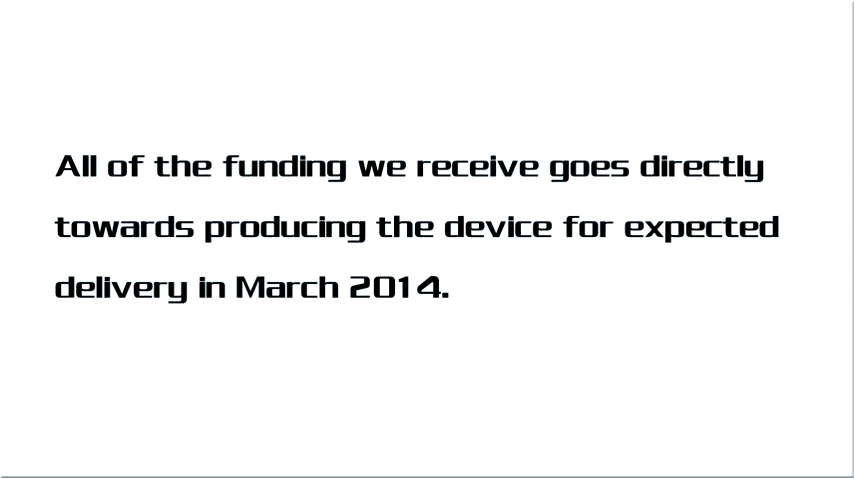 All of the funding we receive goes directly
towards producing the device for expected
delivery in March 2014.